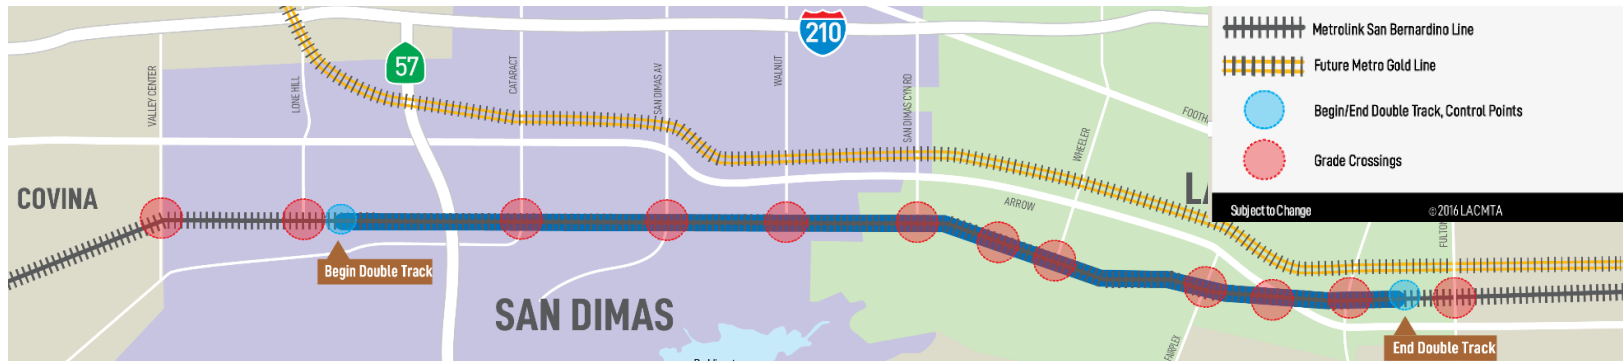 210
57
VALLEY CENTER
LONE HILL
CATARACT
SAN DIMAS AV
WALNUT
SAN DIMAS CYN RD
WHEELER
ARROW
COVINA
SAN DIMAS
Begin Double Track
FAIRPLEX
End Double Track
Metrolink San Bernardino Line
Future Metro Gold Line
Begin/End Double Track, Control Points
Grade Crossings
Subject to Change
©2016 LACMTA